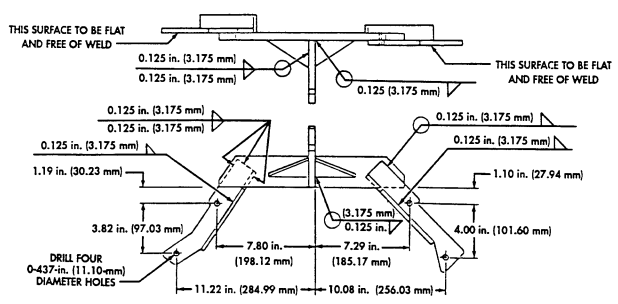 THIS SURFACE TO BE FLAT
AND FREE OF WELD
THIS SURFACE TO BE FLAT
AND FREE OF WELD
0.125 in. (3.175 mm)
0.125 in. (3.175 mm)
0.125 (3.175 mm)
0.125 in. (3.175 mm)
0.125 in. (3.175 mm)
0.125 in. (3.175 mm)
0.125 in. (3.175 mm)
0.125 in. (3.175 mm)
1.19 in. (30.23 mm)
1.10 in. (27.94 mm)
3.82 in. (97.03 mm)
(3.175 mm)
0.125 in.
4.00 in. (101.60 mm)
7.80 in.
(198.12 mm)
7.29 in.
(185.17 mm)
DRILL FOUR
0-437-in. (11.10-mm)
DIAMETER HOLES
11.22 in. (284.99 mm)
10.08 in. (256.03 mm)